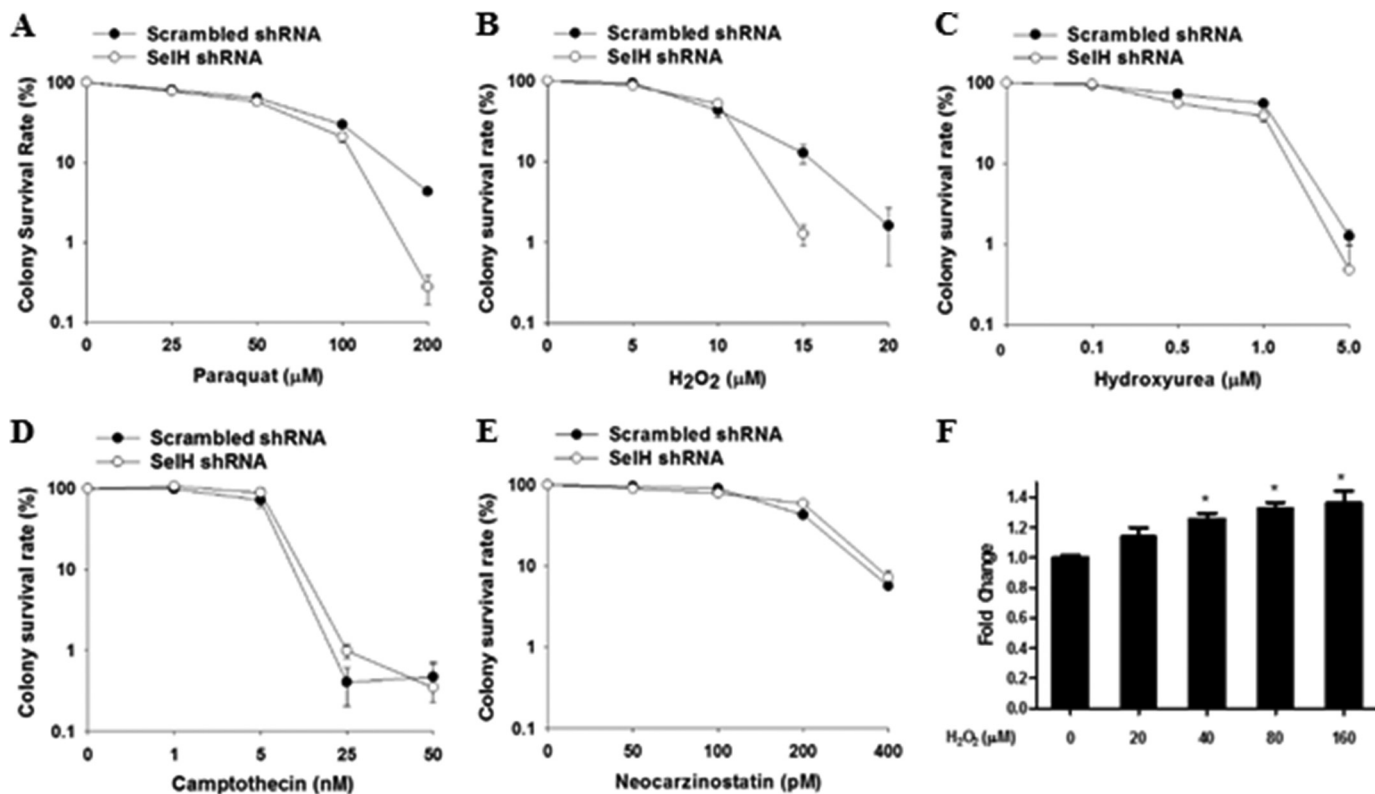 A
Scrambled shRNA
SelH shRNA
Colony Survival Rate (%)
100
10
1
0.1
0 25 50 100 200
Paraquat (μM)
B
Scrambled shRNA
SelH shRNA
Colony survival rate (%)
100
10
1
0.1
0 5 10 15 20
H₂O₂ (μM)
C
Scrambled shRNA
SelH shRNA
Colony survival rate (%)
100
10
1
0.1
0 0.1 0.5 1.0 5.0
Hydroxyurea (μM)
D
Scrambled shRNA
SelH shRNA
Colony survival rate (%)
100
10
1
0.1
0 1 5 25 50
Camptothecin (nM)
E
Scrambled shRNA
SelH shRNA
Colony survival rate (%)
100
10
1
0.1
0 50 100 200 400
Neocarzinostatin (pM)
F
Fold Change
1.4
1.2
1.0
0.8
0.6
0.4
0.2
0.0
* * *
H₂O₂ (μM) 0 20 40 80 160